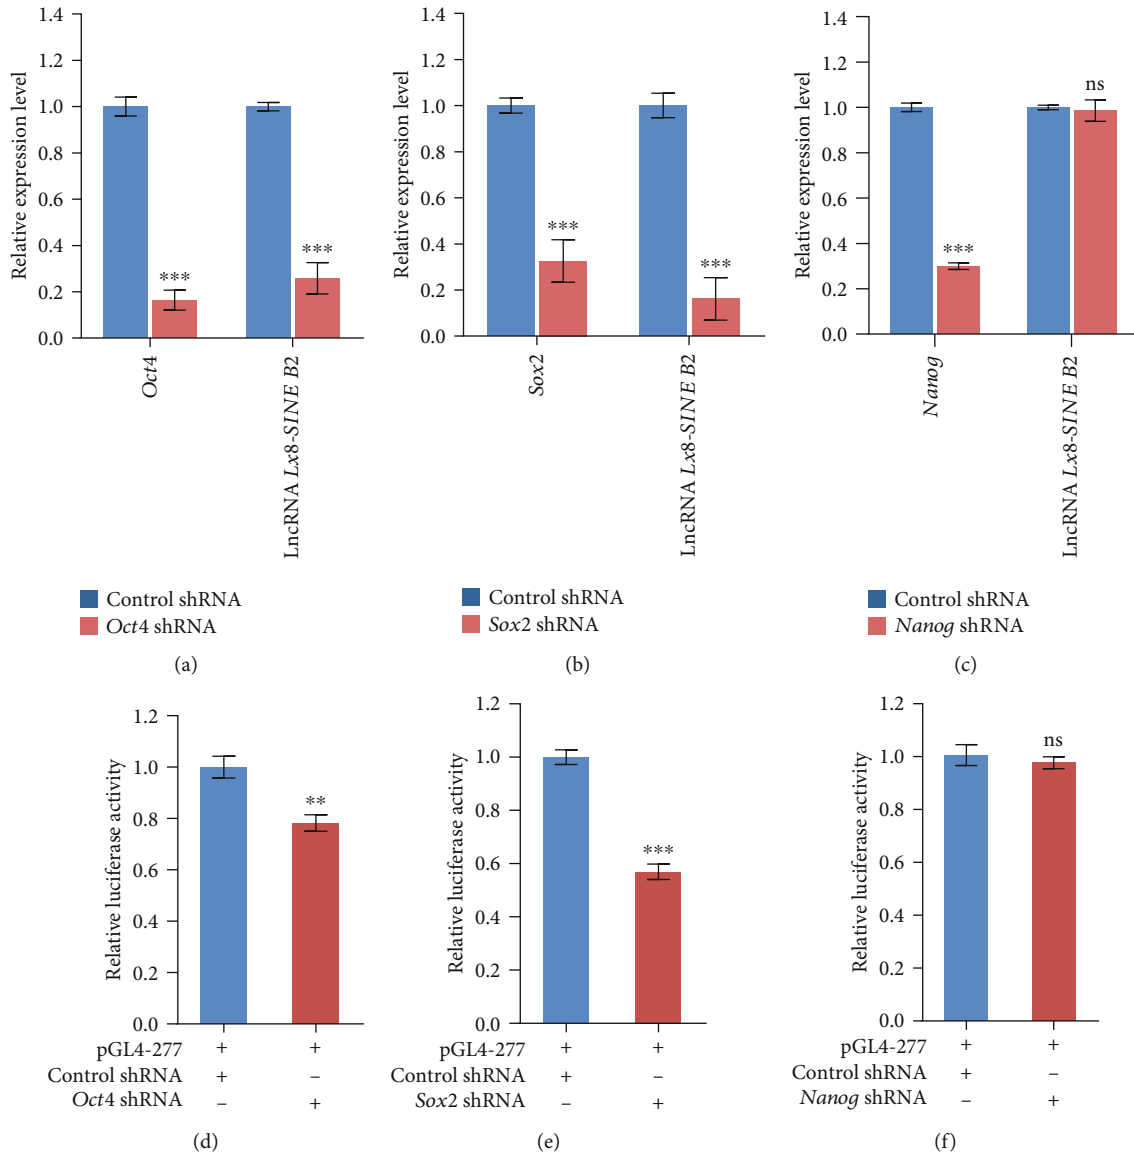 Relative expression level
1.4
1.2
1.0
0.8
0.6
0.4
0.2
0.0
***
***
Oct4
LncRNA Lx8-SINE B2
Control shRNA
Oct4 shRNA
(a)
Relative expression level
1.4
1.2
1.0
0.8
0.6
0.4
0.2
0.0
***
***
Sox2
LncRNA Lx8-SINE B2
Control shRNA
Sox2 shRNA
(b)
Relative expression level
1.4
1.2
1.0
0.8
0.6
0.4
0.2
0.0
***
ns
Nanog
LncRNA Lx8-SINE B2
Control shRNA
Nanog shRNA
(c)
Relative luciferase activity
1.2
1.0
0.8
0.6
0.4
0.2
0.0
**
pGL4-277 + +
Control shRNA + –
Oct4 shRNA – +
(d)
Relative luciferase activity
1.2
1.0
0.8
0.6
0.4
0.2
0.0
***
pGL4-277 + +
Control shRNA + –
Sox2 shRNA – +
(e)
Relative luciferase activity
1.2
1.0
0.8
0.6
0.4
0.2
0.0
ns
pGL4-277 + +
Control shRNA + –
Nanog shRNA – +
(f)